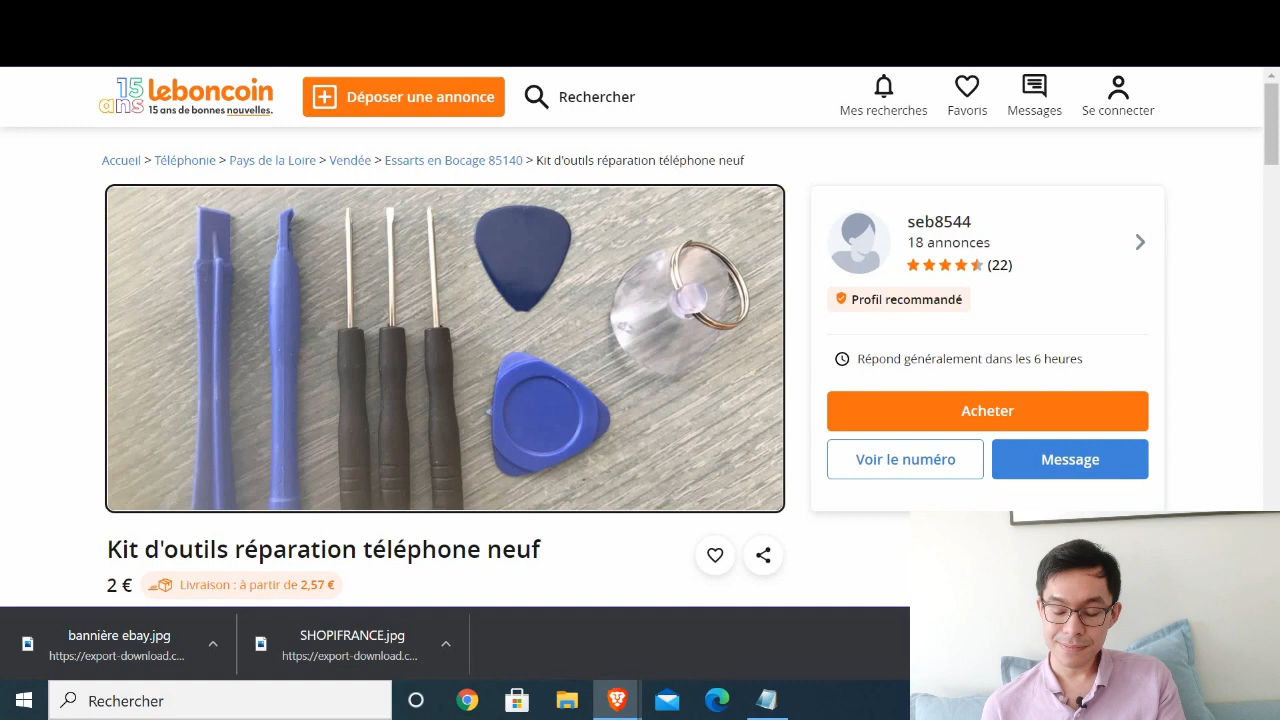 15 ans
leboncoin
15 ans de bonnes nouvelles.
Déposer une annonce
Rechercher
Mes recherches
Favoris
Messages
Se connecter
Accueil > Téléphonie > Pays de la Loire > Vendée > Essarts en Bocage 85140 > Kit d'outils réparation téléphone neuf
seb8544
18 annonces
(22)
Profil recommandé
Répond généralement dans les 6 heures
Acheter
Voir le numéro
Message
Kit d'outils réparation téléphone neuf
2 €
Livraison : à partir de 2,57 €
bannière ebay.jpg
https://export-download.c...
SHOPIFRANCE.jpg
https://export-download.c...
Rechercher